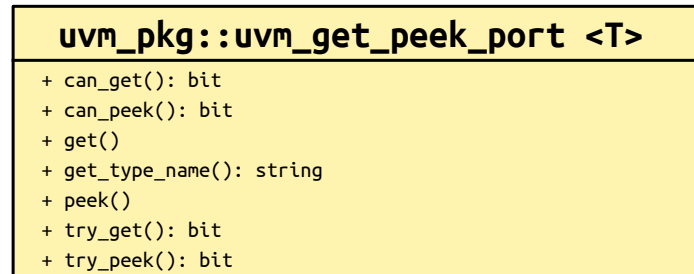 uvm_pkg::uvm_get_peek_port <T>
+ can_get(): bit
+ can_peek(): bit
+ get()
+ get_type_name(): string
+ peek()
+ try_get(): bit
+ try_peek(): bit